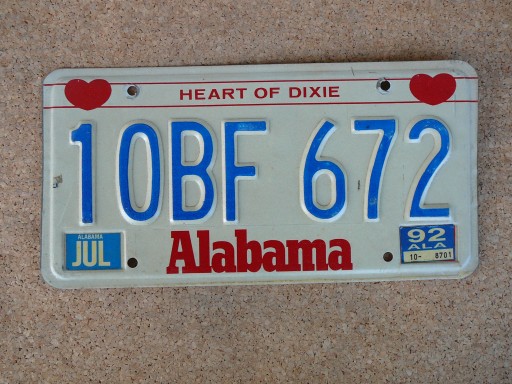 HEART OF DIXIE
10BF 672
ALABAMA
JUL
Alabama
92
ALA
10- 8701